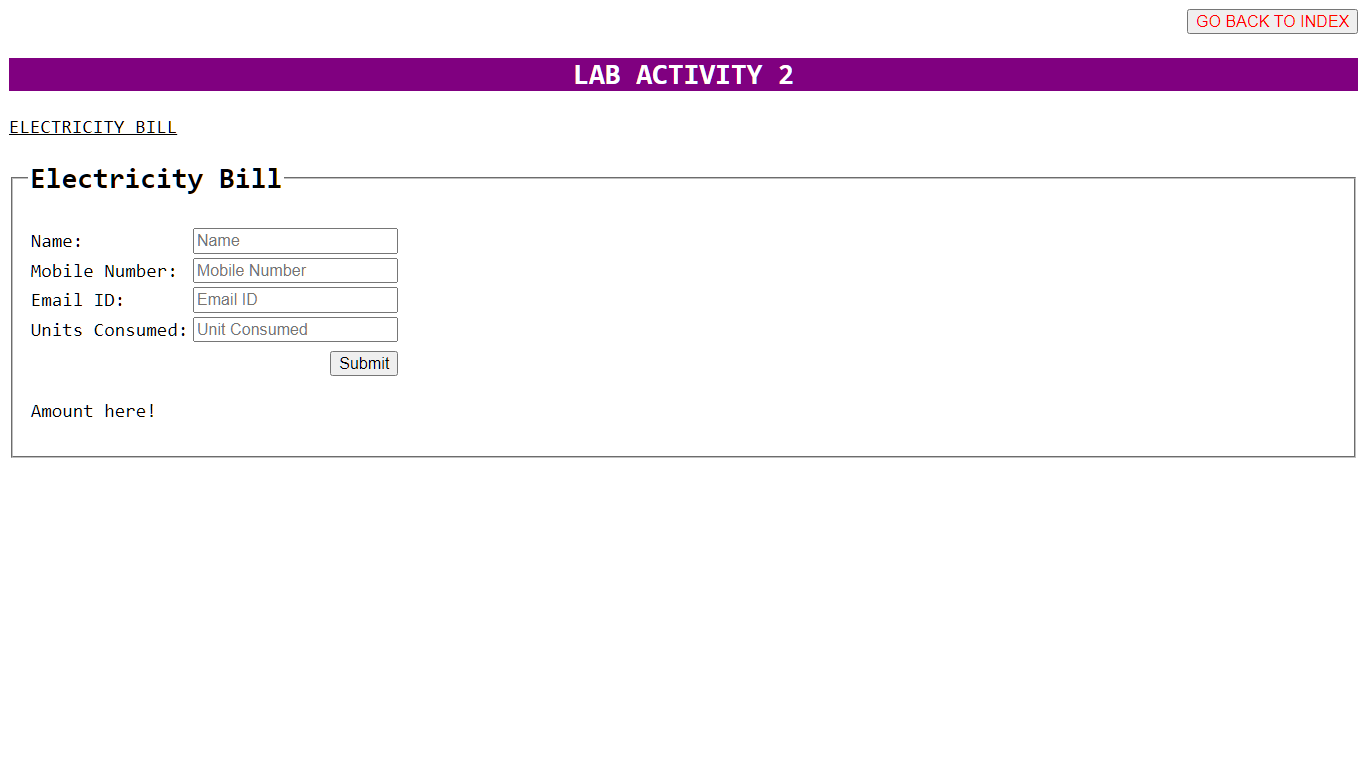 GO BACK TO INDEX
LAB ACTIVITY 2
ELECTRICITY BILL
Electricity Bill
Name: Name
Mobile Number: Mobile Number
Email ID: Email ID
Units Consumed: Unit Consumed
Submit
Amount here!